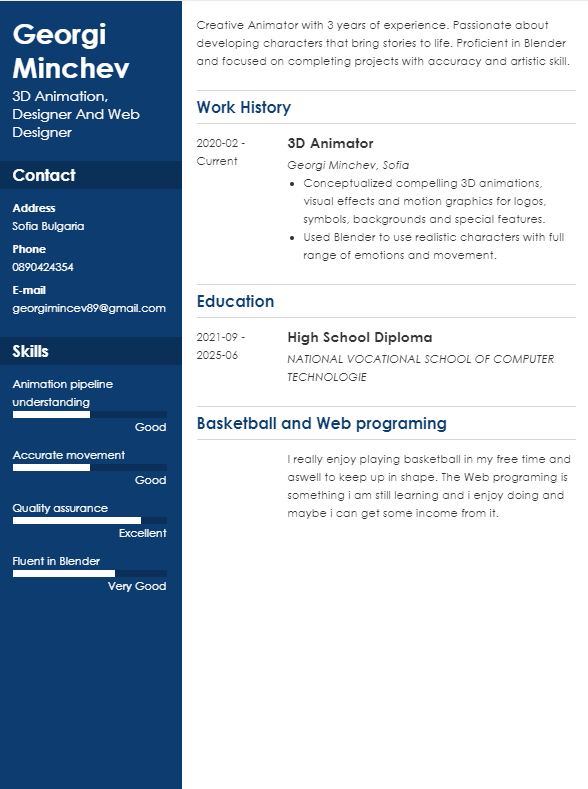 Georgi
Minchev
3D Animation,
Designer And Web
Designer
Contact
Address
Sofia Bulgaria
Phone
0890424354
E-mail
georgimincev89@gmail.com
Skills
Animation pipeline
understanding
Good
Accurate movement
Good
Quality assurance
Excellent
Fluent in Blender
Very Good
Creative Animator with 3 years of experience. Passionate about
developing characters that bring stories to life. Proficient in Blender
and focused on completing projects with accuracy and artistic skill.
Work History
2020-02 -
Current
3D Animator
Georgi Minchev, Sofia
• Conceptualized compelling 3D animations,
visual effects and motion graphics for logos,
symbols, backgrounds and special features.
• Used Blender to use realistic characters with full
range of emotions and movement.
Education
2021-09 -
2025-06
High School Diploma
NATIONAL VOCATIONAL SCHOOL OF COMPUTER
TECHNOLOGIE
Basketball and Web programing
I really enjoy playing basketball in my free time and
aswell to keep up in shape. The Web programing is
something i am still learning and i enjoy doing and
maybe i can get some income from it.